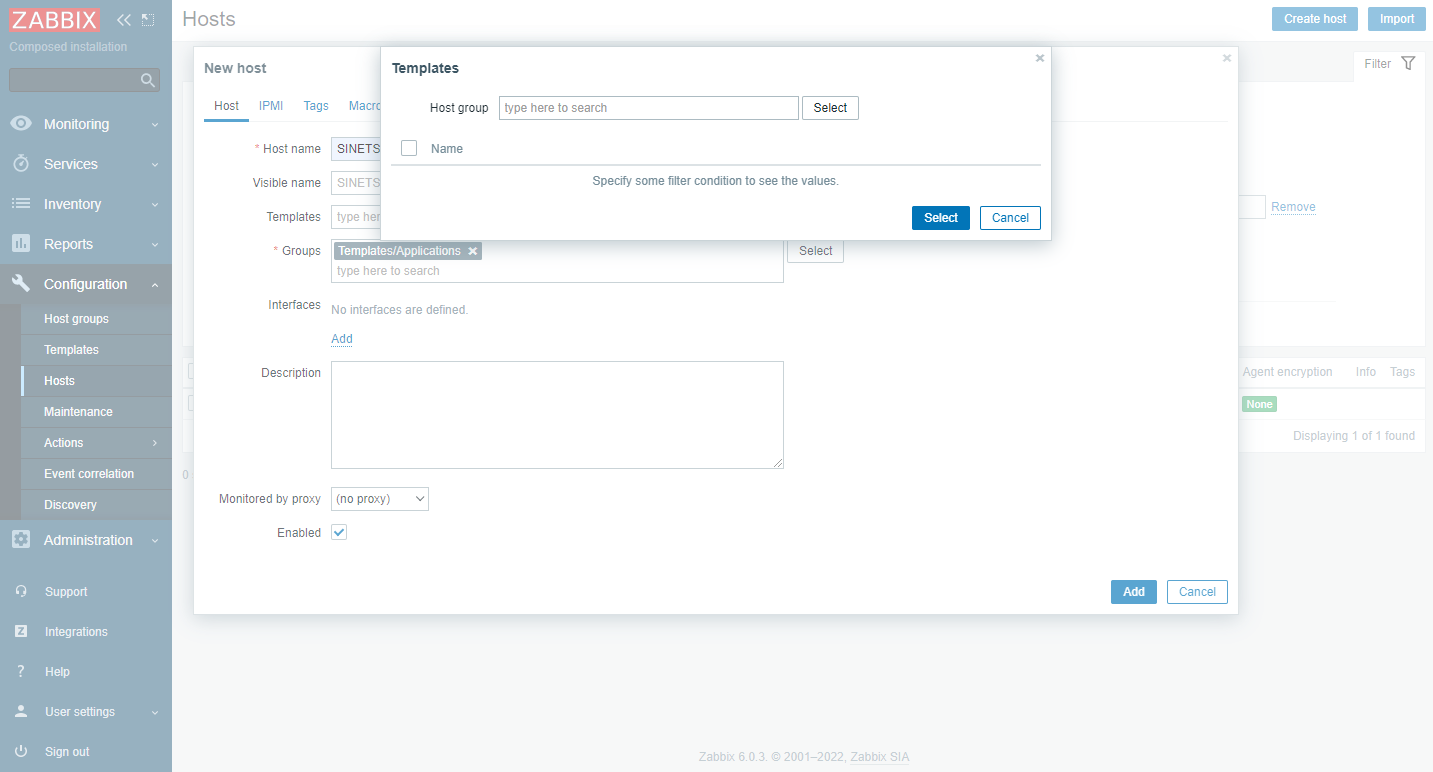 ZABBIX
Composed installation
Monitoring
Services
Inventory
Reports
Configuration
Host groups
Templates
Hosts
Maintenance
Actions
Event correlation
Discovery
Administration
Support
Integrations
Help
User settings
Sign out
Hosts
Create host
Import
Filter
Remove
Agent encryption Info Tags
None
Displaying 1 of 1 found
0
New host
Host IPMI Tags Macro
* Host name SINETS
Visible name SINETS
Templates type her
* Groups Templates/Applications
type here to search
Select
Interfaces No interfaces are defined.
Add
Description
Monitored by proxy (no proxy)
Enabled
Add Cancel
Templates
Host group type here to search Select
Name
Specify some filter condition to see the values.
Select Cancel
Zabbix 6.0.3. © 2001–2022, Zabbix SIA